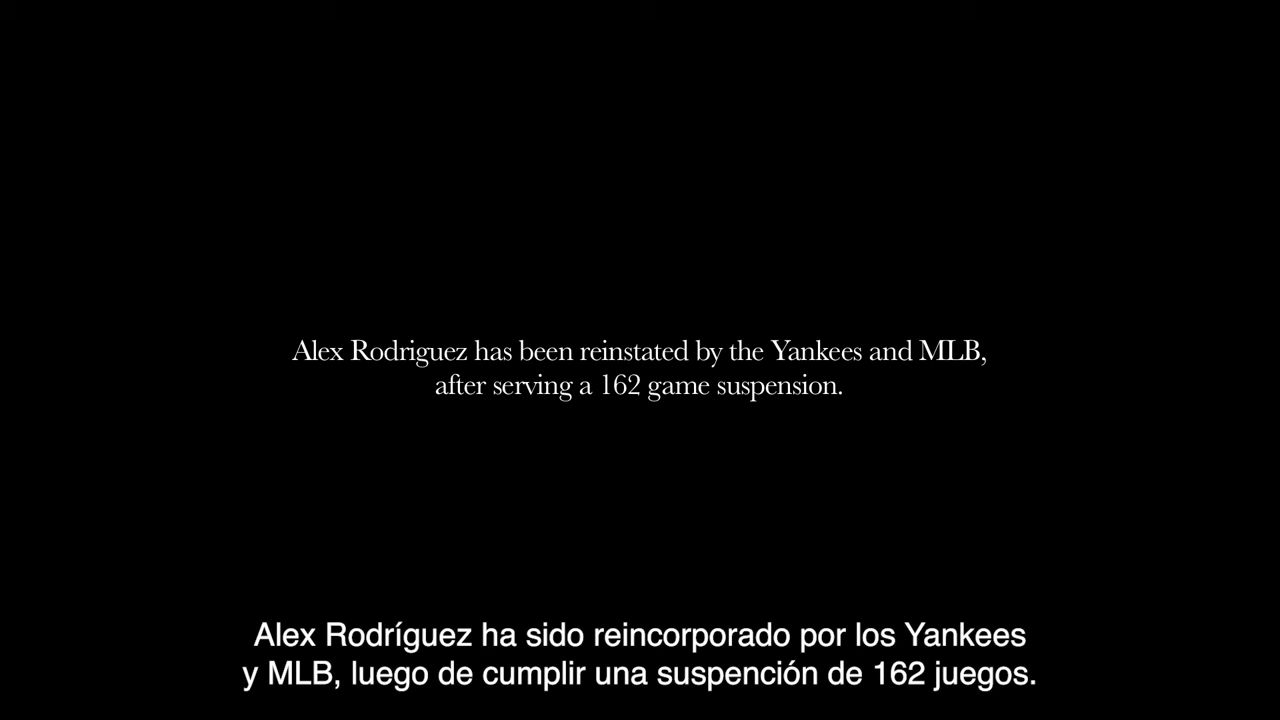 Alex Rodriguez has been reinstated by the Yankees and MLB,
after serving a 162 game suspension.
Alex Rodríguez ha sido reincorporado por los Yankees
y MLB, luego de cumplir una suspención de 162 juegos.